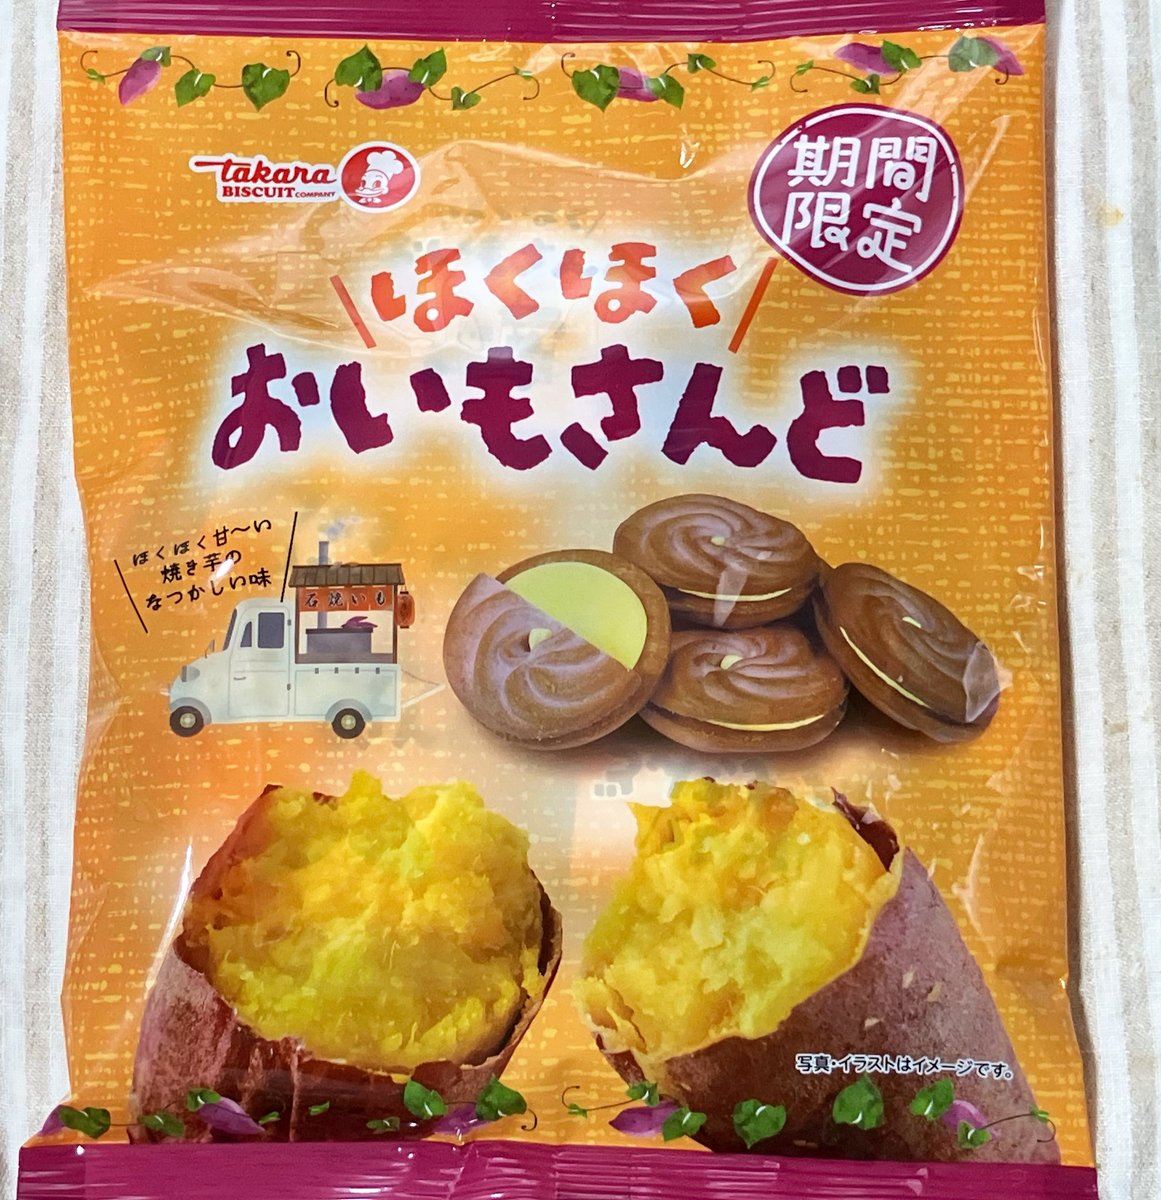 takara
BISCUIT COMPANY
期間
限定
ほくほく
おいもさんど
ほくほく甘〜い
焼き芋の
なつかしい味
石焼いも
写真・イラストはイメージです。